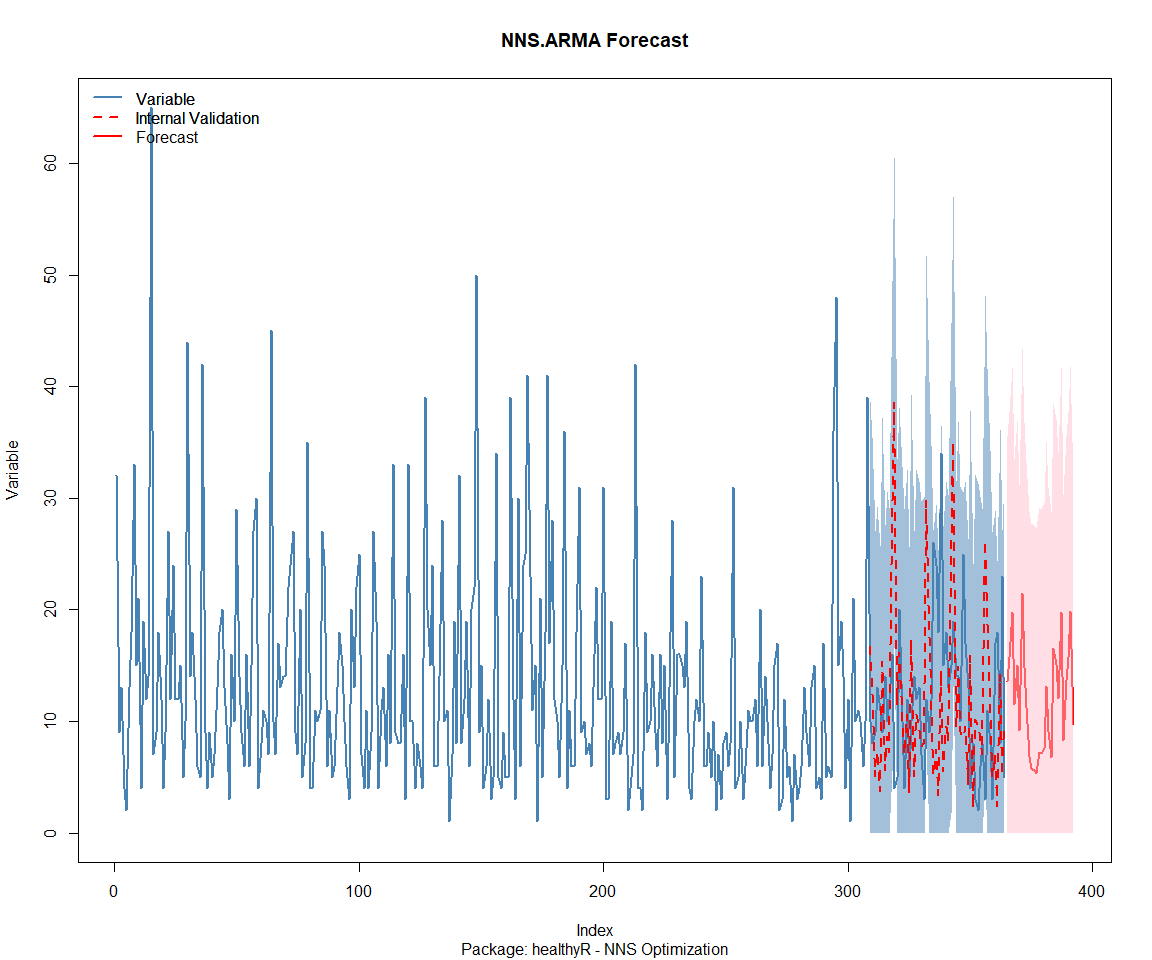 NNS.ARMA Forecast
Variable
Internal Validation
Forecast
Variable
60
50
40
30
20
10
0
0 100 200 300 400
Index
Package: healthyR - NNS Optimization